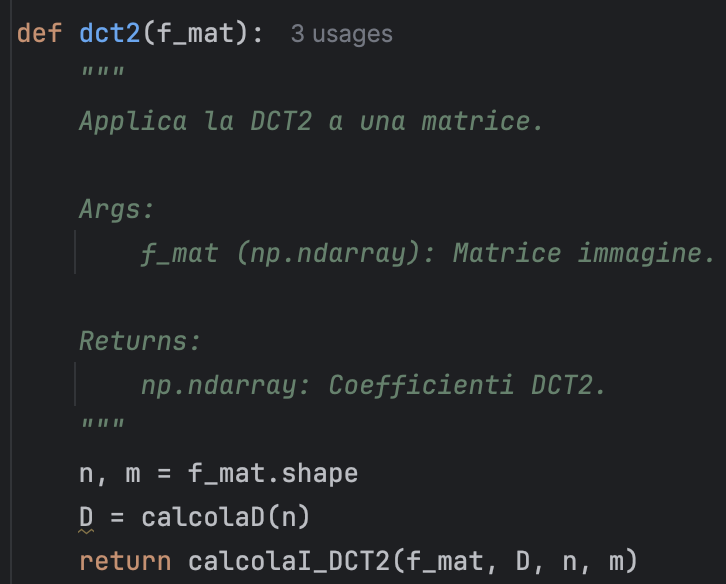 def dct2(f_mat): 3 usages
"""
Applica la DCT2 a una matrice.
Args:
f_mat (np.ndarray): Matrice immagine.
Returns:
np.ndarray: Coefficienti DCT2.
"""
n, m = f_mat.shape
D = calcolaD(n)
return calcolaI_DCT2(f_mat, D, n, m)